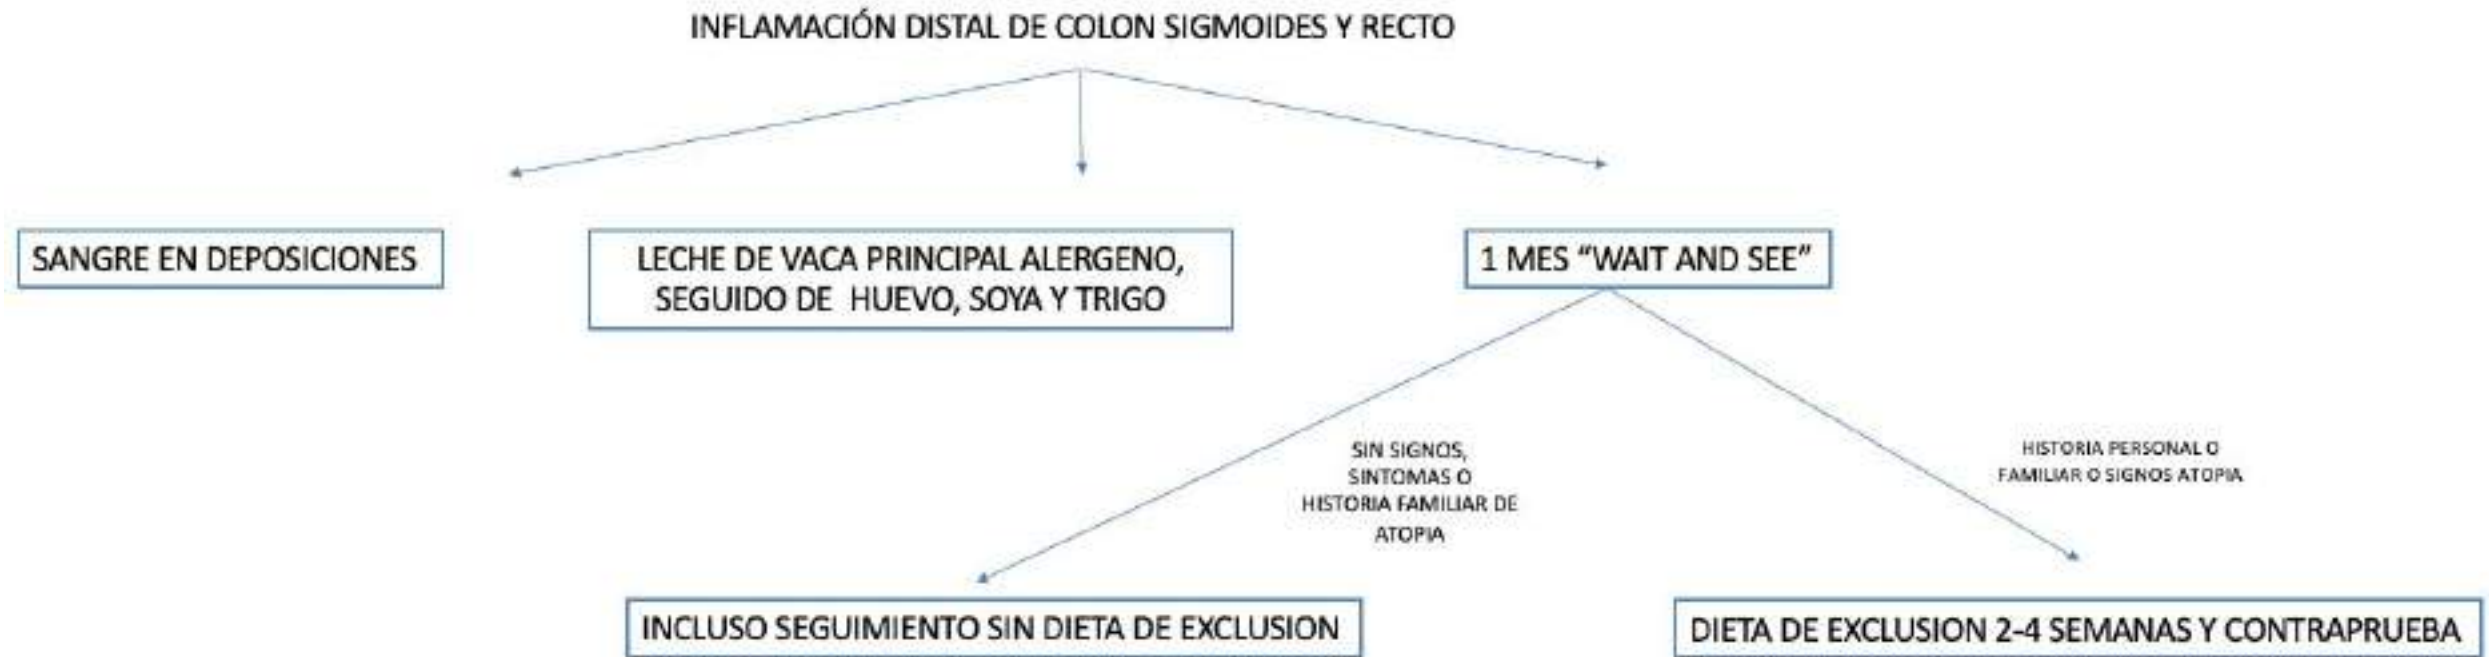 INFLAMACIÓN DISTAL DE COLON SIGMOIDES Y RECTO
SANGRE EN DEPOSICIONES
LECHE DE VACA PRINCIPAL ALERGENO,
SEGUIDO DE HUEVO, SOYA Y TRIGO
1 MES “WAIT AND SEE”
SIN SIGNOS,
SINTOMAS O
HISTORIA FAMILIAR DE
ATOPIA
HISTORIA PERSONAL O
FAMILIAR O SIGNOS ATOPIA
INCLUSO SEGUIMIENTO SIN DIETA DE EXCLUSION
DIETA DE EXCLUSION 2-4 SEMANAS Y CONTRAPRUEBA